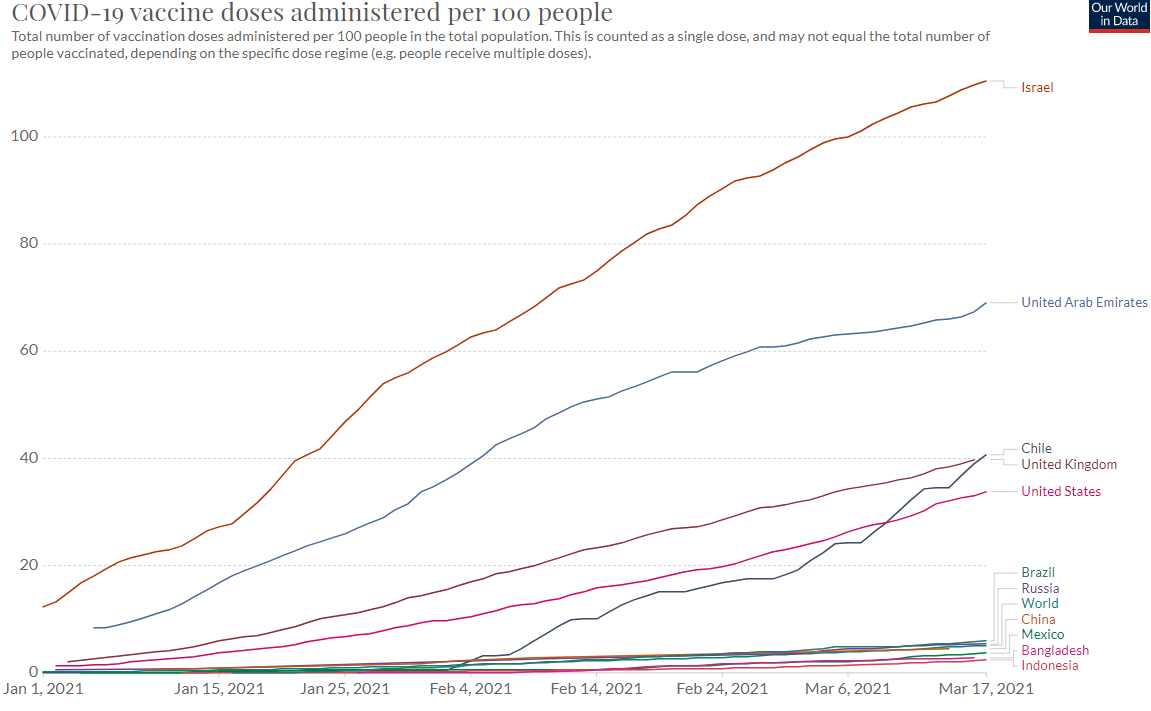 COVID-19 vaccine doses administered per 100 people
Our World
in Data
Total number of vaccination doses administered per 100 people in the total population. This is counted as a single dose, and may not equal the total number of
people vaccinated, depending on the specific dose regime (e.g. people receive multiple doses).
Israel
100
80
United Arab Emirates
60
Chile
40
United Kingdom
United States
20
Brazil
Russia
World
China
Mexico
Bangladesh
Indonesia
0
Jan 1, 2021
Jan 15, 2021
Jan 25, 2021
Feb 4, 2021
Feb 14, 2021
Feb 24, 2021
Mar 6, 2021
Mar 17, 2021